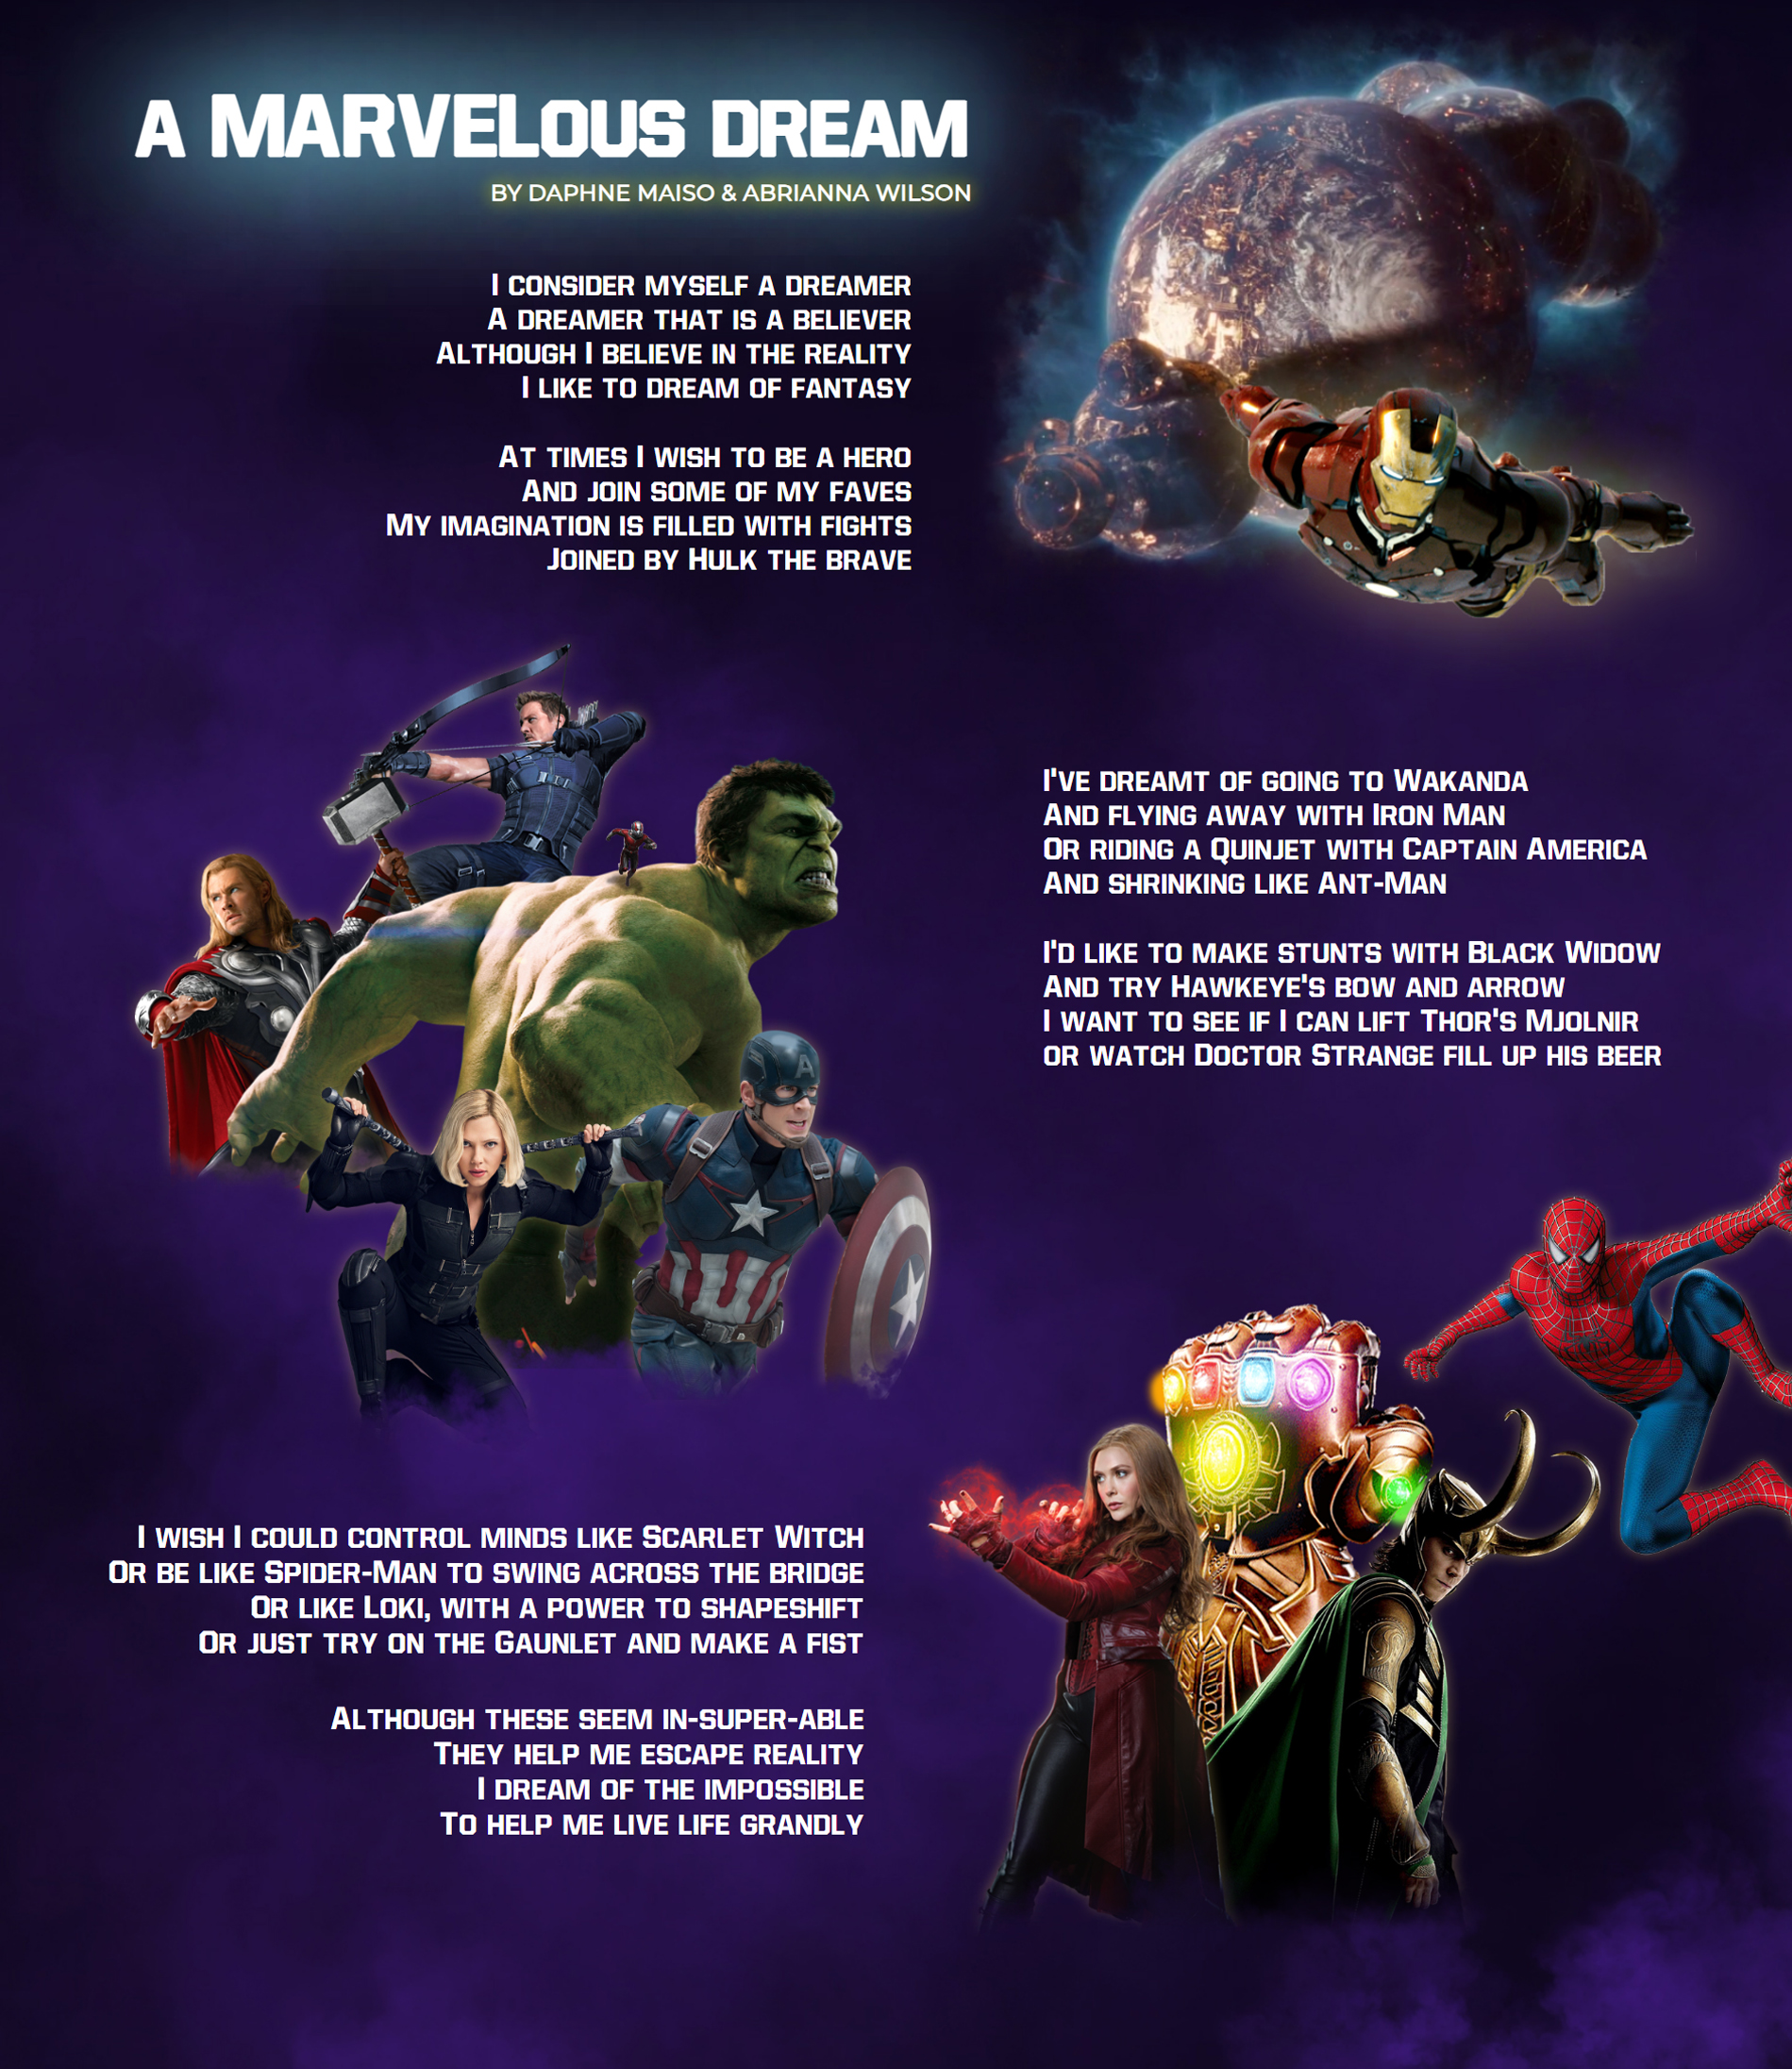 A MARVELOUS DREAM
BY DAPHNE MAISO & ABRIANNA WILSON
I CONSIDER MYSELF A DREAMER
A DREAMER THAT IS A BELIEVER
ALTHOUGH I BELIEVE IN THE REALITY
I LIKE TO DREAM OF FANTASY
AT TIMES I WISH TO BE A HERO
AND JOIN SOME OF MY FAVES
MY IMAGINATION IS FILLED WITH FIGHTS
JOINED BY HULK THE BRAVE
I'VE DREAMT OF GOING TO WAKANDA
AND FLYING AWAY WITH IRON MAN
OR RIDING A QUINJET WITH CAPTAIN AMERICA
AND SHRINKING LIKE ANT-MAN
I'D LIKE TO MAKE STUNTS WITH BLACK WIDOW
AND TRY HAWKEYE'S BOW AND ARROW
I WANT TO SEE IF I CAN LIFT THOR'S MJOLNIR
OR WATCH DOCTOR STRANGE FILL UP HIS BEER
I WISH I COULD CONTROL MINDS LIKE SCARLET WITCH
OR BE LIKE SPIDER-MAN TO SWING ACROSS THE BRIDGE
OR LIKE LOKI, WITH A POWER TO SHAPESHIFT
OR JUST TRY ON THE GAUNLET AND MAKE A FIST
ALTHOUGH THESE SEEM IN-SUPER-ABLE
THEY HELP ME ESCAPE REALITY
I DREAM OF THE IMPOSSIBLE
TO HELP ME LIVE LIFE GRANDLY